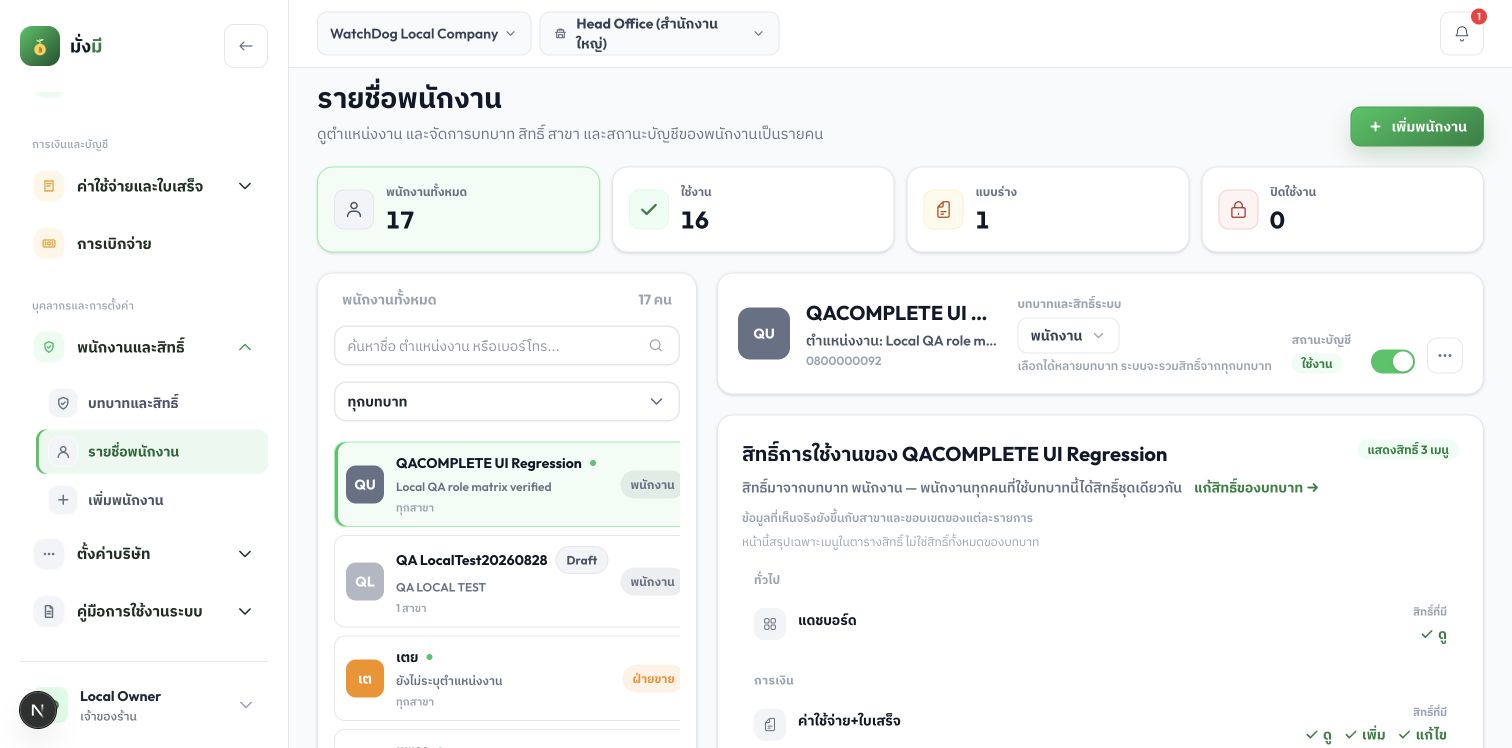 มั่งมี
WatchDog Local Company
Head Office (สำนักงาน
ใหญ่)
1
การเงินและบัญชี
ค่าใช้จ่ายและใบเสร็จ
การเบิกจ่าย
บุคลากรและการตั้งค่า
พนักงานและสิทธิ์
บทบาทและสิทธิ์
รายชื่อพนักงาน
เพิ่มพนักงาน
ตั้งค่าบริษัท
คู่มือการใช้งานระบบ
N
Local Owner
เจ้าของร้าน
รายชื่อพนักงาน
ดูตำแหน่งงาน และจัดการบทบาท สิทธิ์ สาขา และสถานะบัญชีของพนักงานเป็นรายคน
+ เพิ่มพนักงาน
พนักงานทั้งหมด
17
ใช้งาน
16
แบบร่าง
1
ปิดใช้งาน
0
พนักงานทั้งหมด
17 คน
ค้นหาชื่อ ตำแหน่งงาน หรือเบอร์โทร...
ทุกบทบาท
QU
QACOMPLETE UI Regression
Local QA role matrix verified
ทุกสาขา
พนักงาน
QL
QA LocalTest20260828
Draft
QA LOCAL TEST
1 สาขา
พนักงาน
เต
เตย
ยังไม่ระบุตำแหน่งงาน
ทุกสาขา
ฝ่ายขาย
QU
QACOMPLETE UI ...
ตำแหน่งงาน: Local QA role m...
0800000092
บทบาทและสิทธิ์ระบบ
พนักงาน
เลือกได้หลายบทบาท ระบบจะรวมสิทธิ์จากทุกบทบาท
สถานะบัญชี
ใช้งาน
สิทธิ์การใช้งานของ QACOMPLETE UI Regression
แสดงสิทธิ์ 3 เมนู
สิทธิ์มาจากบทบาท พนักงาน — พนักงานทุกคนที่ใช้บทบาทนี้ได้สิทธิ์ชุดเดียวกัน แก้สิทธิ์ของบทบาท →
ข้อมูลที่เห็นจริงยังขึ้นกับสาขาและขอบเขตของแต่ละรายการ
หน้านี้สรุปเฉพาะเมนูในตารางสิทธิ์ ไม่ใช่สิทธิ์ทั้งหมดของบทบาท
ทั่วไป
แดชบอร์ด
สิทธิ์ที่มี
ดู
การเงิน
ค่าใช้จ่าย+ใบเสร็จ
สิทธิ์ที่มี
ดู เพิ่ม แก้ไข